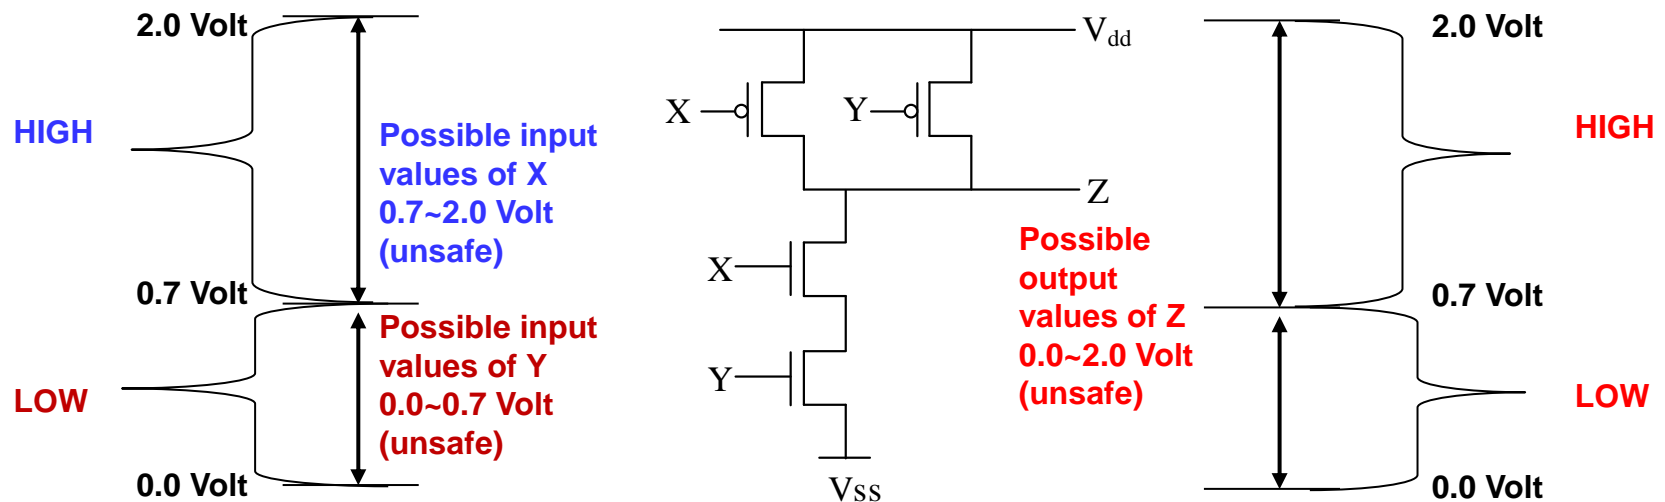 2.0 Volt
HIGH
Possible input
values of X
0.7~2.0 Volt
(unsafe)
0.7 Volt
Possible input
values of Y
0.0~0.7 Volt
(unsafe)
LOW
0.0 Volt
Vdd
X
Y
Z
X
Y
Vss
Possible
output
values of Z
0.0~2.0 Volt
(unsafe)
2.0 Volt
HIGH
0.7 Volt
LOW
0.0 Volt